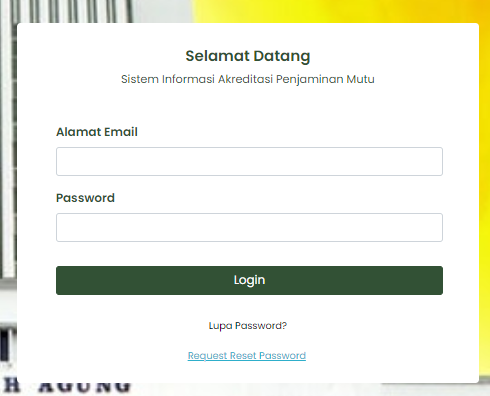 Selamat Datang
Sistem Informasi Akreditasi Penjaminan Mutu
Alamat Email
Password
Login
Lupa Password?
Request Reset Password
H AGUNG